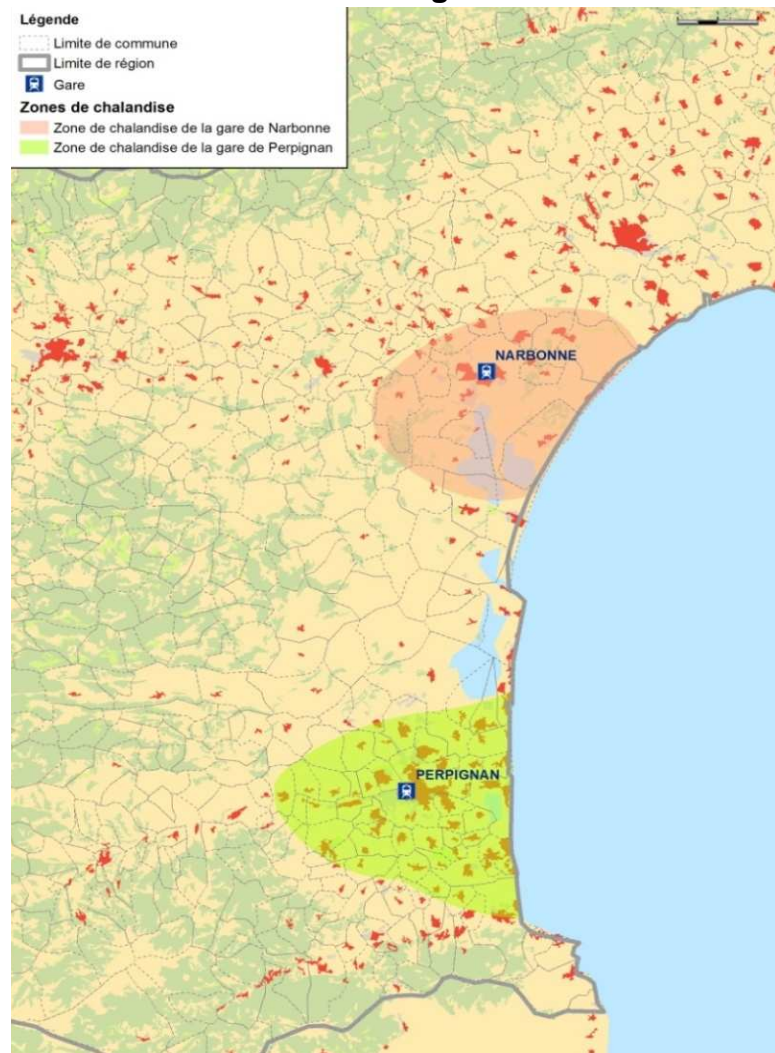 Légende
Limite de commune
Limite de région
Gare
Zones de chalandise
Zone de chalandise de la gare de Narbonne
Zone de chalandise de la gare de Perpignan
NARBONNE
PERPIGNAN